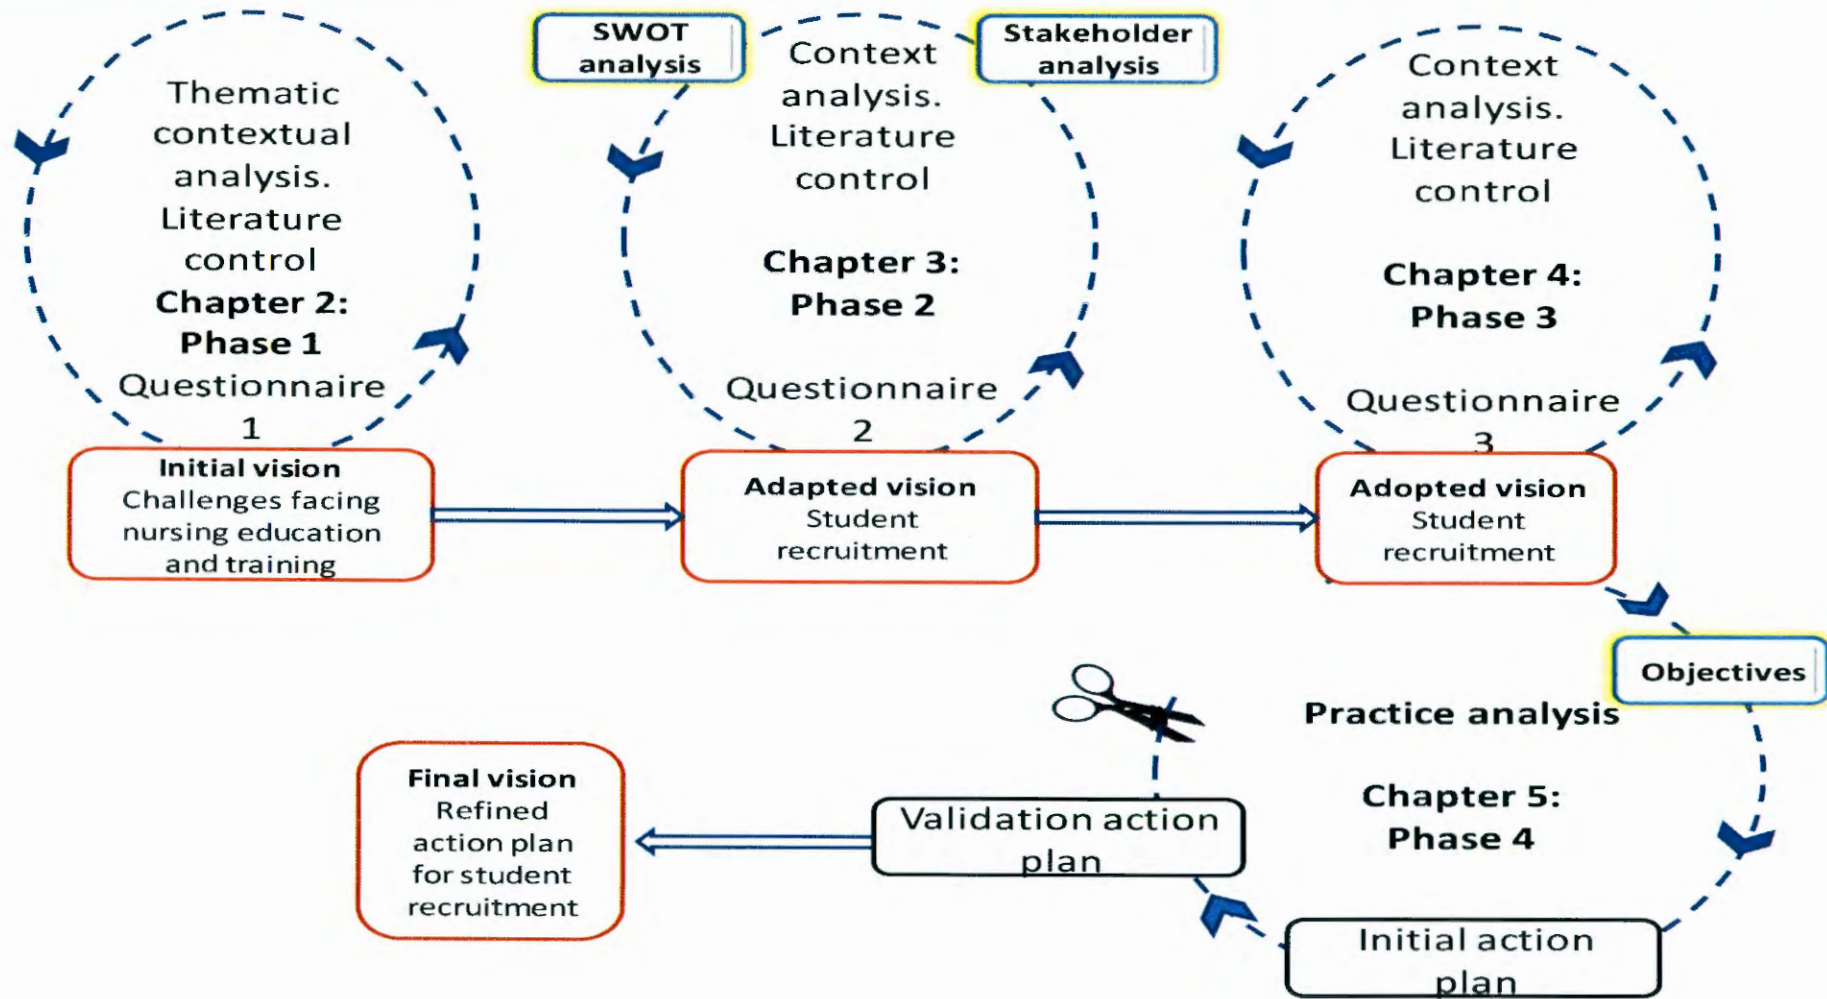 Thematic
contextual
analysis.
Literature
control
Chapter 2:
Phase 1
Questionnaire
1
Initial vision
Challenges facing
nursing education
and training
SWOT
analysis
Stakeholder
analysis
Context
analysis.
Literature
control
Chapter 3:
Phase 2
Questionnaire
2
Adapted vision
Student
recruitment
Context
analysis.
Literature
control
Chapter 4:
Phase 3
Questionnaire
3
Adopted vision
Student
recruitment
Objectives
Practice analysis
Chapter 5:
Phase 4
Initial action
plan
Validation action
plan
Final vision
Refined
action plan
for student
recruitment